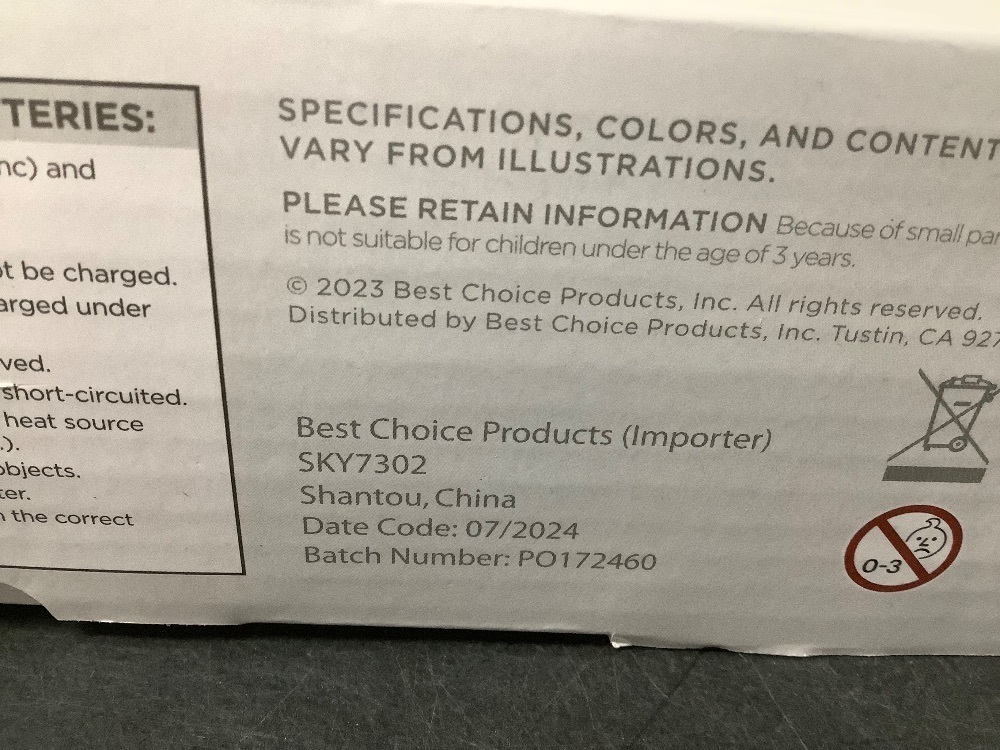 TERIES:
nc) and
ot be charged.
arged under
ved.
short-circuited.
heat source
.).
objects.
ter.
n the correct
SPECIFICATIONS, COLORS, AND CONTENT
VARY FROM ILLUSTRATIONS.
PLEASE RETAIN INFORMATION Because of small par
is not suitable for children under the age of 3 years.
© 2023 Best Choice Products, Inc. All rights reserved.
Distributed by Best Choice Products, Inc. Tustin, CA 927
Best Choice Products (Importer)
SKY7302
Shantou, China
Date Code: 07/2024
Batch Number: PO172460
0-3